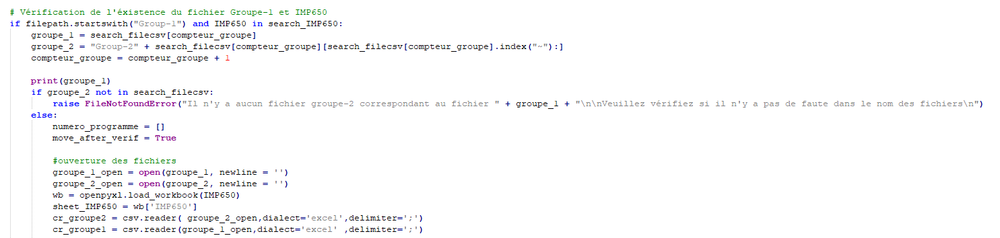 # Vérification de l'éxistence du fichier Groupe-1 et IMP650
if filepath.startswith("Group-1") and IMP650 in search_IMP650:
groupe_1 = search_filecsv[compteur_groupe]
groupe_2 = "Group-2" + search_filecsv[compteur_groupe][search_filecsv[compteur_groupe].index("~"):]
compteur_groupe = compteur_groupe + 1
print(groupe_1)
if groupe_2 not in search_filecsv:
raise FileNotFoundError("Il n'y a aucun fichier groupe-2 correspondant au fichier " + groupe_1 + "\n\nVeuillez vérifiez si il n'y a pas de faute dans le nom des fichiers\n")
else:
numero_programme = []
move_after_verif = True
#ouverture des fichiers
groupe_1_open = open(groupe_1, newline = '')
groupe_2_open = open(groupe_2, newline = '')
wb = openpyxl.load_workbook(IMP650)
sheet_IMP650 = wb['IMP650']
cr_groupe2 = csv.reader( groupe_2_open,dialect='excel',delimiter=';')
cr_groupe1 = csv.reader(groupe_1_open,dialect='excel' ,delimiter=';')